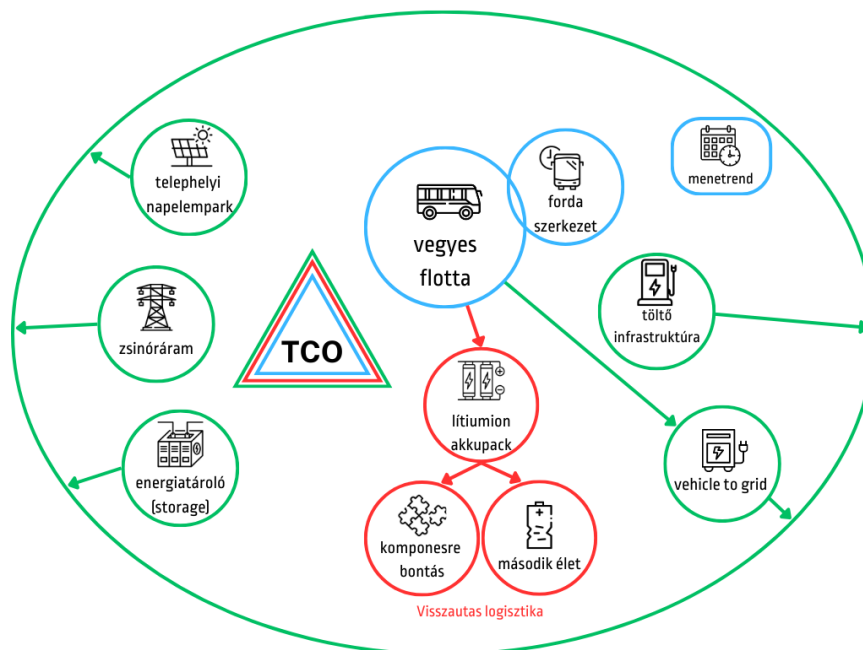 telephelyi
napelempark
vegyes
flotta
forda
szerkezet
menetrend
zsinóráram
TCO
töltő
infrastruktúra
lítiumion
akkupack
energiatároló
(storage)
vehicle to grid
komponesre
bontás
második élet
Visszautas logisztika